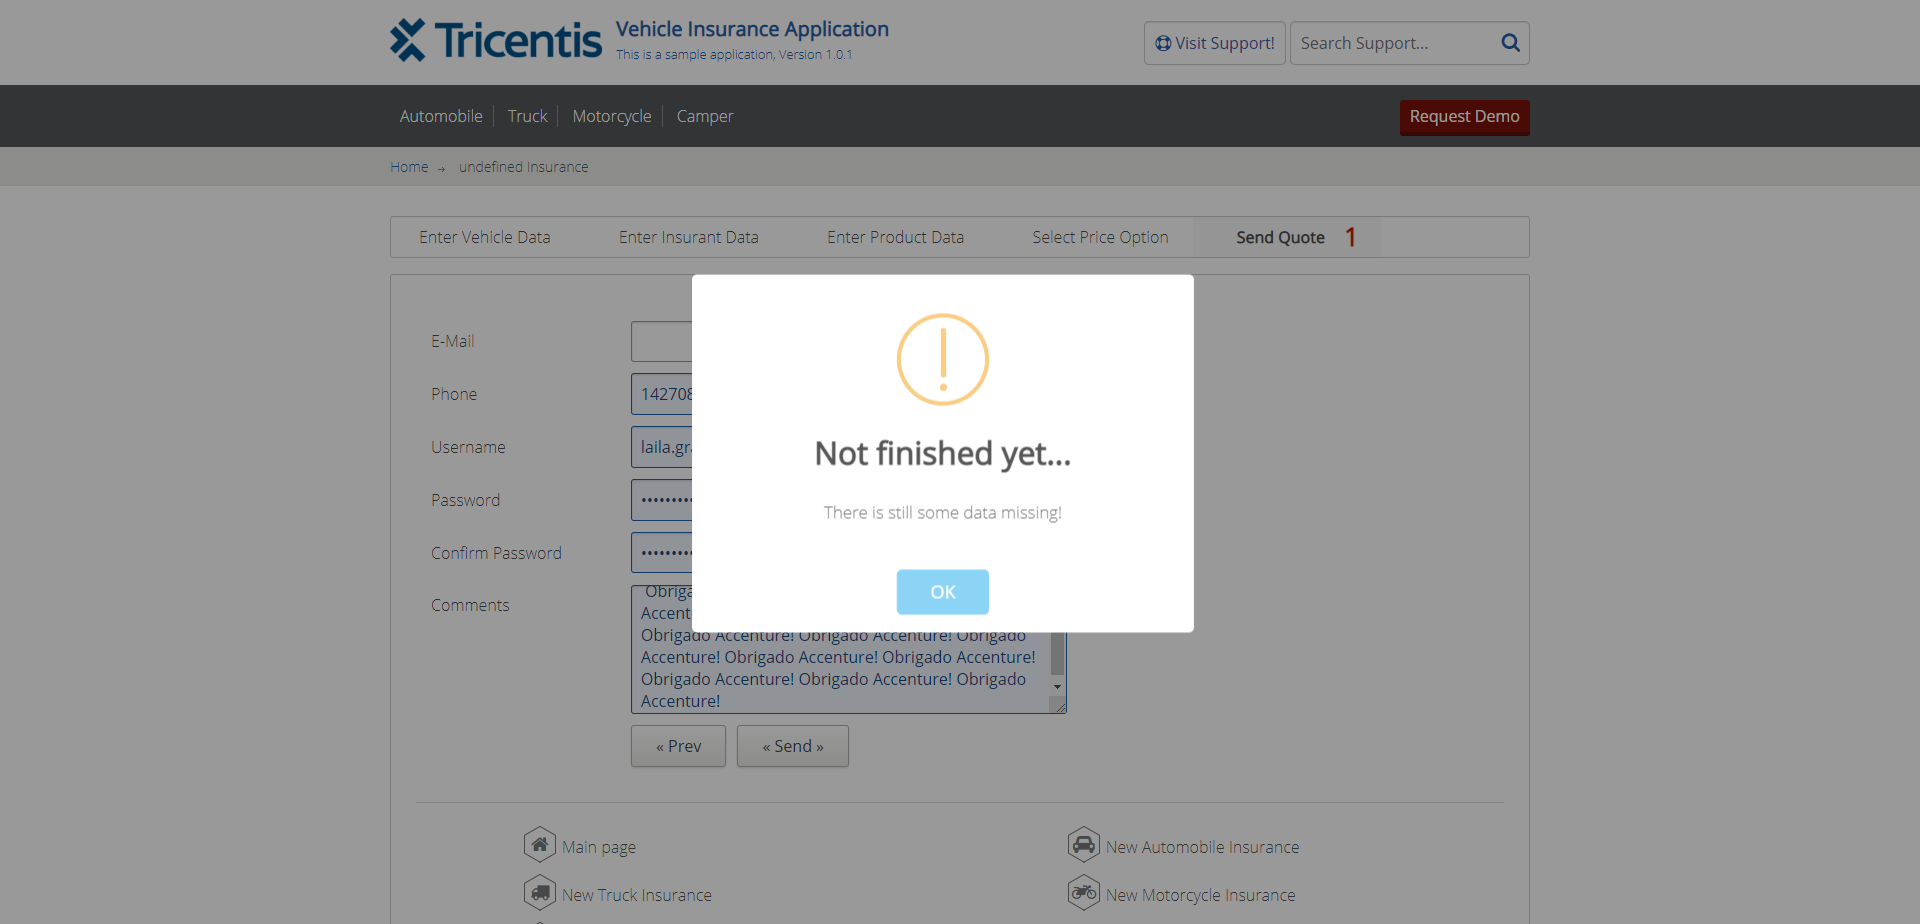 Tricentis
Vehicle Insurance Application
This is a sample application, Version 1.0.1
Visit Support!
Search Support...
Automobile
Truck
Motorcycle
Camper
Request Demo
Home → undefined Insurance
Enter Vehicle Data
Enter Insurant Data
Enter Product Data
Select Price Option
Send Quote 1
E-Mail
Phone
14270
Username
laila.gr
Password
•••••••••
Confirm Password
•••••••••
Comments
Obriga
Accent
Obrigado Accenture! Obrigado Accenture! Obrigado
Accenture! Obrigado Accenture! Obrigado Accenture!
Obrigado Accenture! Obrigado Accenture! Obrigado
Accenture!
Not finished yet...
There is still some data missing!
OK
« Prev
« Send »
Main page
New Automobile Insurance
New Truck Insurance
New Motorcycle Insurance